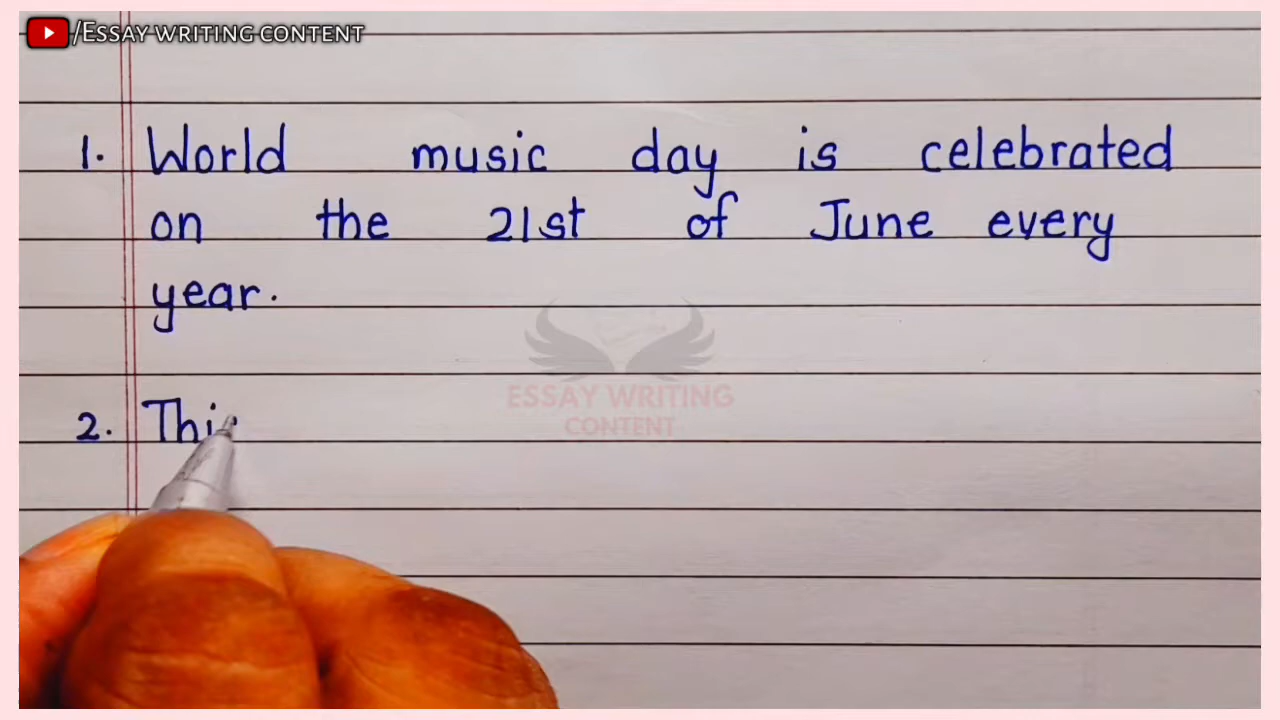 /ESSAY WRITING CONTENT
1. World music day is celebrated
on the 21st of June every
year.
ESSAY WRITING
CONTENT
2. Thi